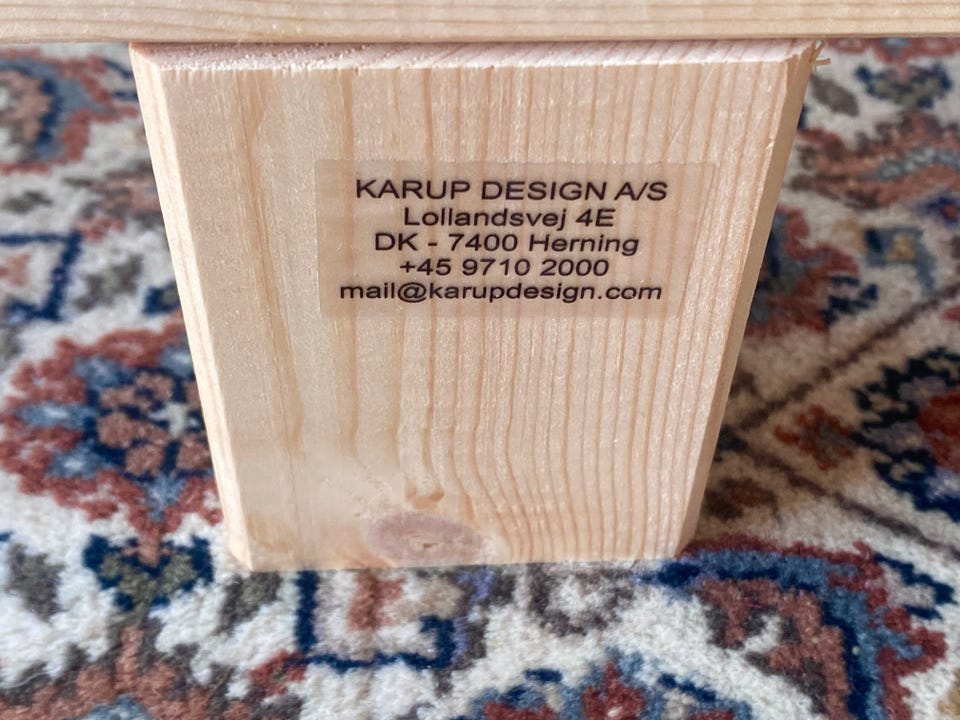 KARUP DESIGN A/S
Lollandsvej 4E
DK - 7400 Herning
+45 9710 2000
mail@karupdesign.com